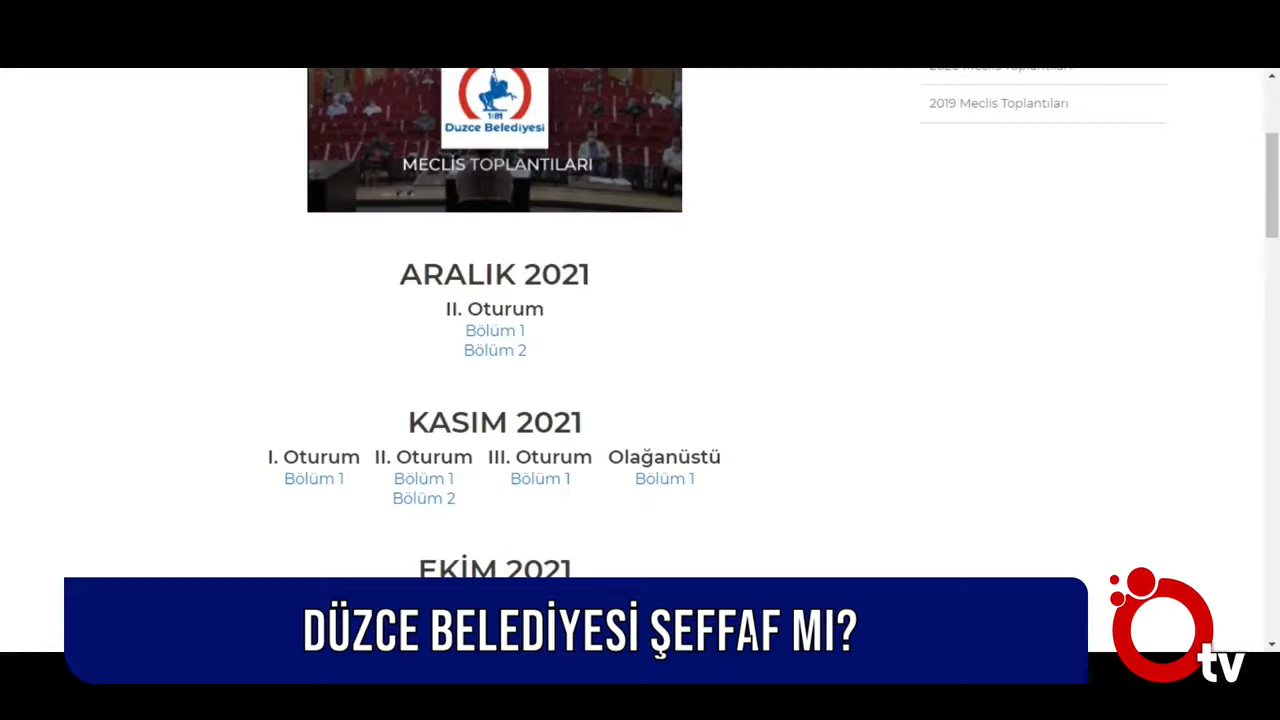 2019 Meclis Toplantıları
1881
Düzce Belediyesi
MECLİS TOPLANTILARI
ARALIK 2021
II. Oturum
Bölüm 1
Bölüm 2
KASIM 2021
I. Oturum II. Oturum III. Oturum Olağanüstü
Bölüm 1 Bölüm 1 Bölüm 1 Bölüm 1
Bölüm 2
EKİM 2021
DÜZCE BELEDİYESİ ŞEFFAF MI?
tv